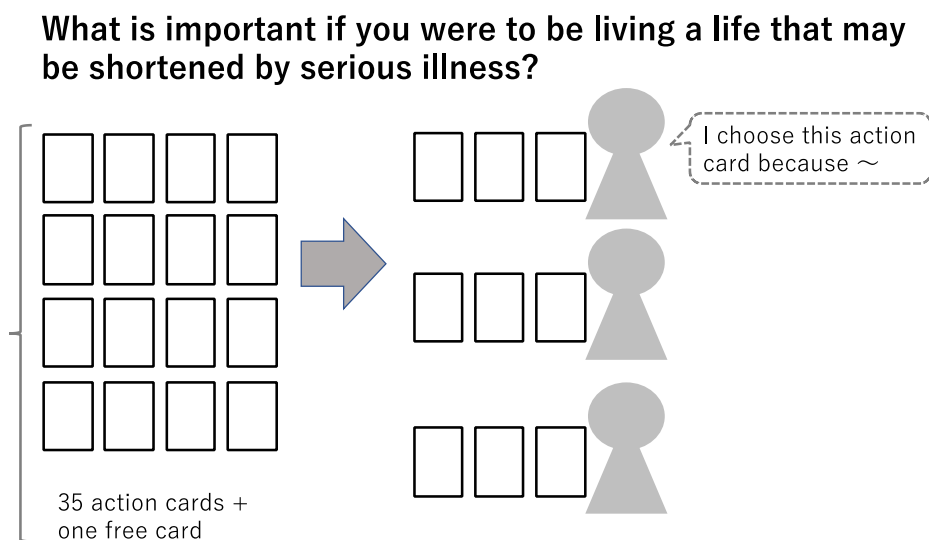 What is important if you were to be living a life that may
be shortened by serious illness?
I choose this action
card because ～
35 action cards +
one free card